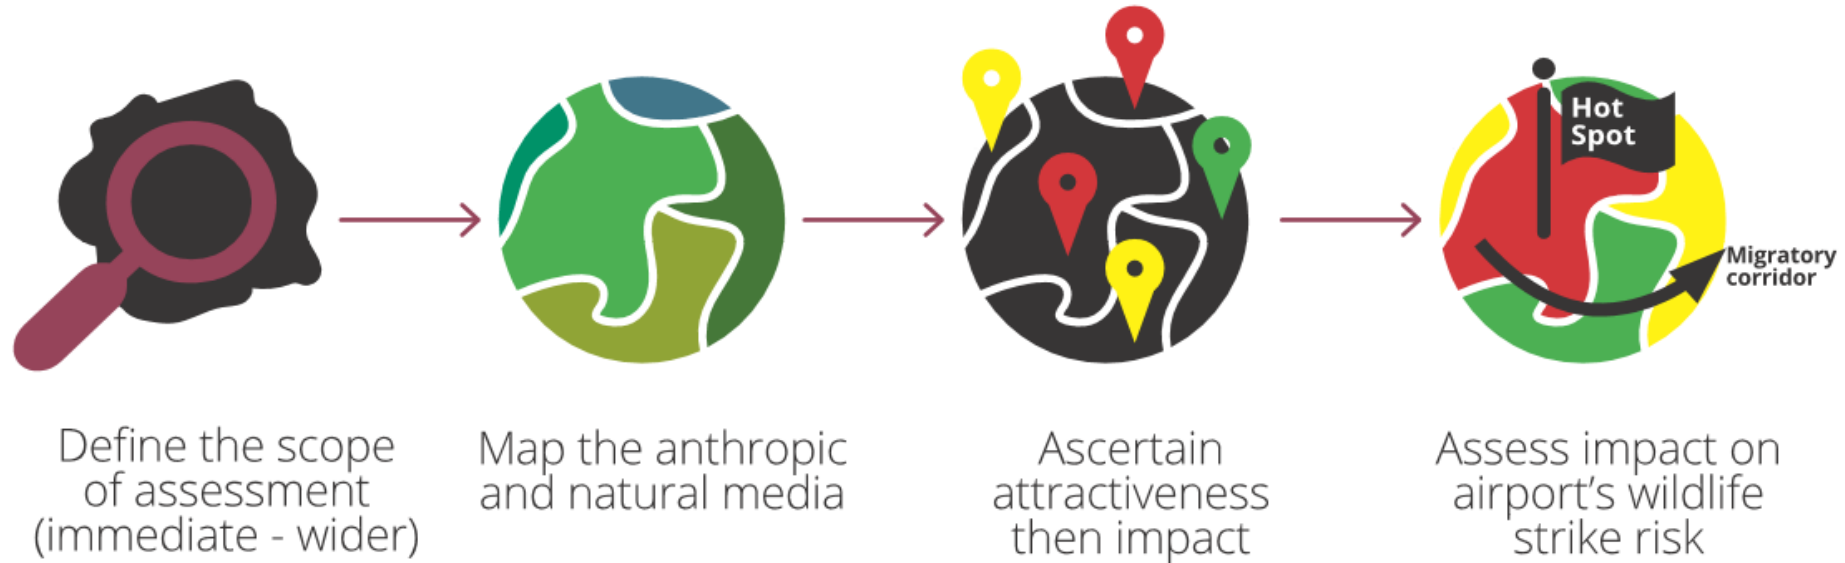 Hot
Spot
Migratory
corridor
Define the scope
of assessment
(immediate - wider)
Map the anthropic
and natural media
Ascertain
attractiveness
then impact
Assess impact on
airport's wildlife
strike risk